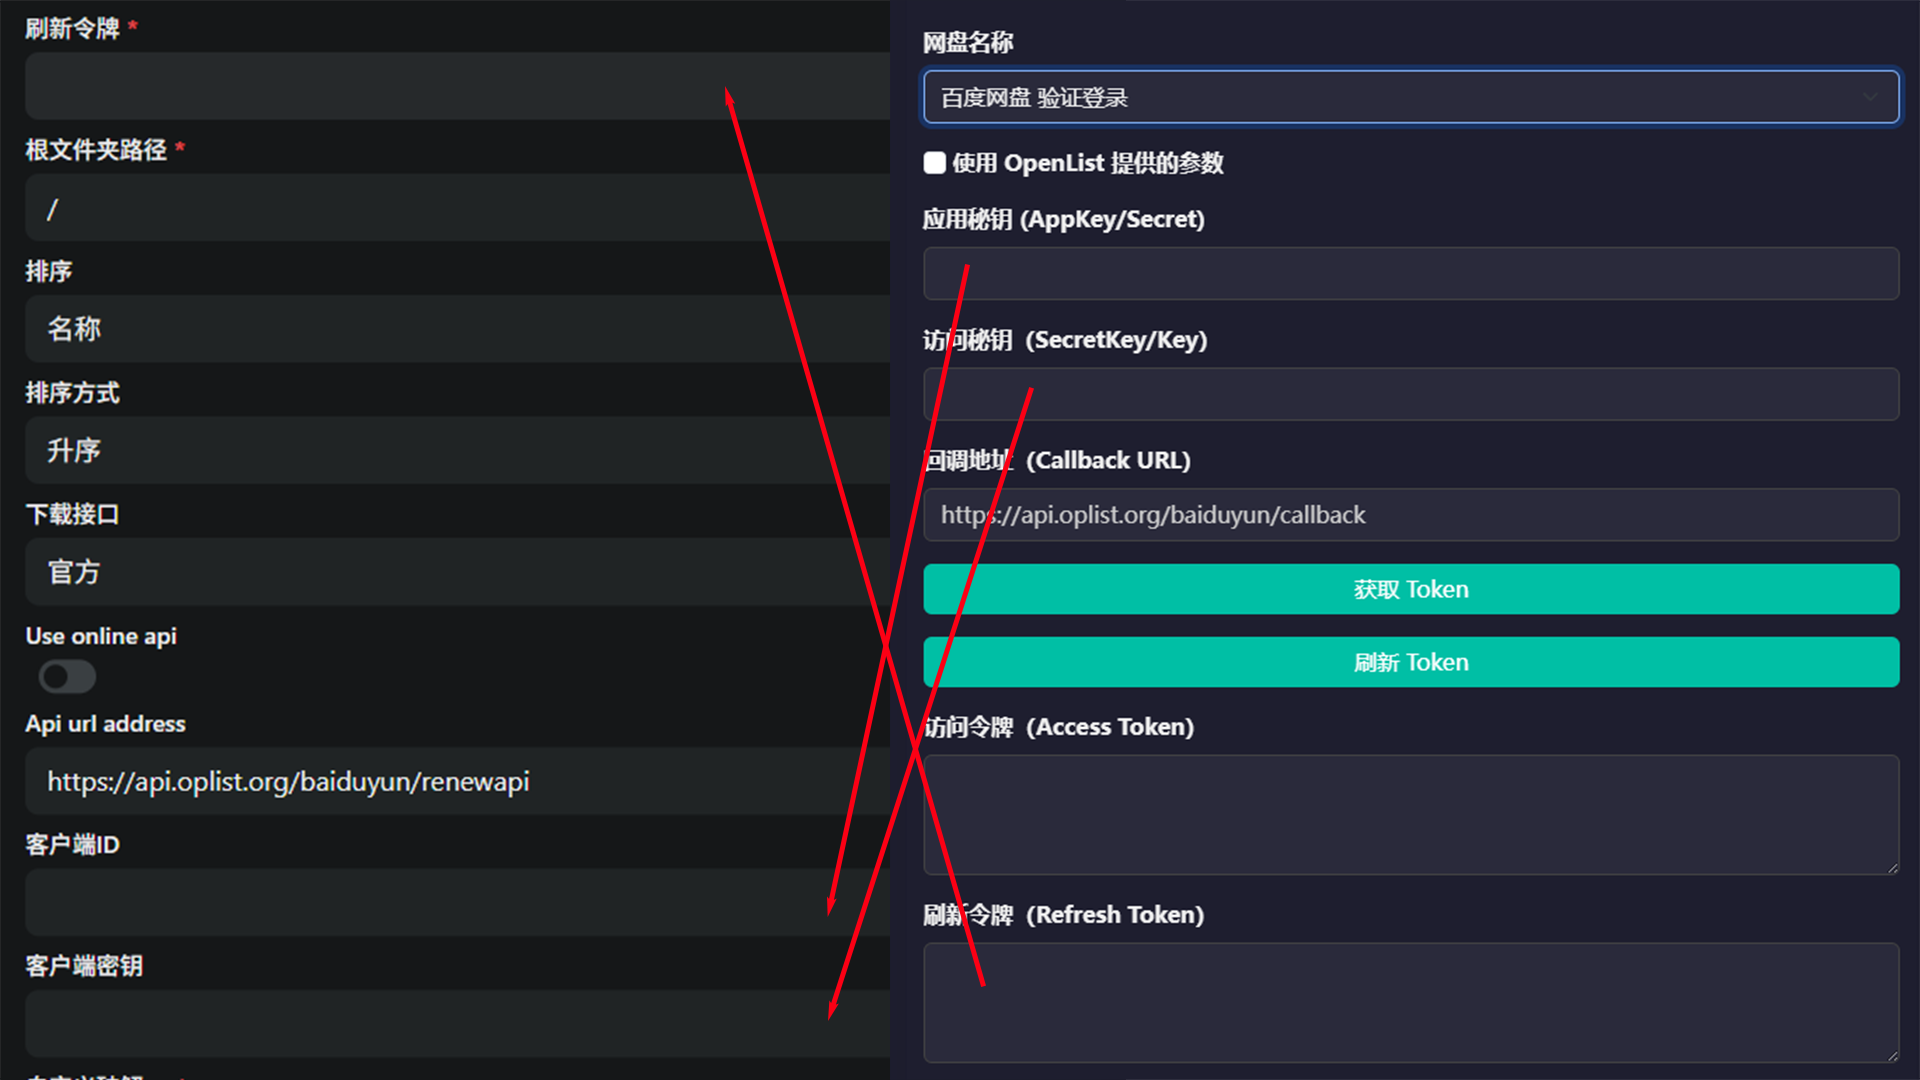 刷新令牌 *
根文件夹路径 *
/
排序
名称
排序方式
升序
下载接口
官方
Use online api
Api url address
https://api.oplist.org/baiduyun/renewapi
客户端ID
客户端密钥
网盘名称
百度网盘 验证登录
使用 OpenList 提供的参数
应用秘钥 (AppKey/Secret)
访问秘钥 (SecretKey/Key)
回调地址 (Callback URL)
https://api.oplist.org/baiduyun/callback
获取 Token
刷新 Token
访问令牌 (Access Token)
刷新令牌 (Refresh Token)